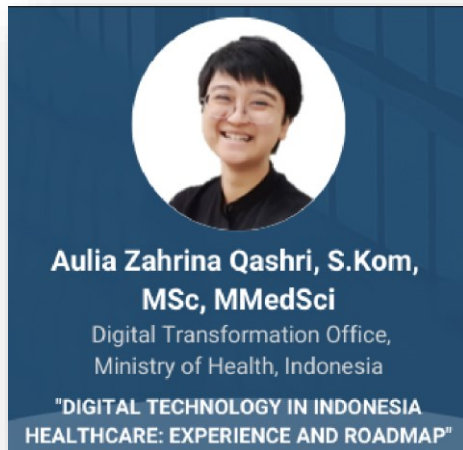 Aulia Zahrina Qashri, S.Kom,
MSc, MMedSci
Digital Transformation Office,
Ministry of Health, Indonesia
"DIGITAL TECHNOLOGY IN INDONESIA
HEALTHCARE: EXPERIENCE AND ROADMAP"